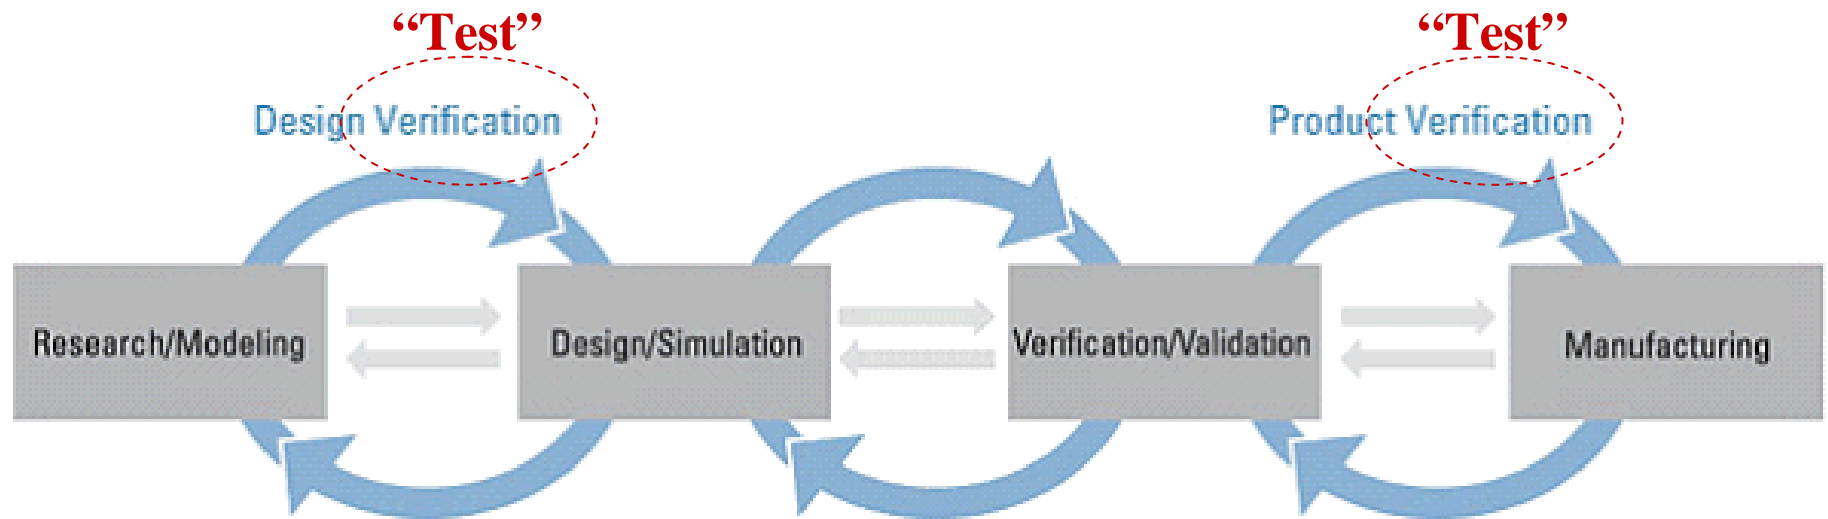 “Test”
“Test”
Design Verification
Product Verification
Research/Modeling
Design/Simulation
Verification/Validation
Manufacturing